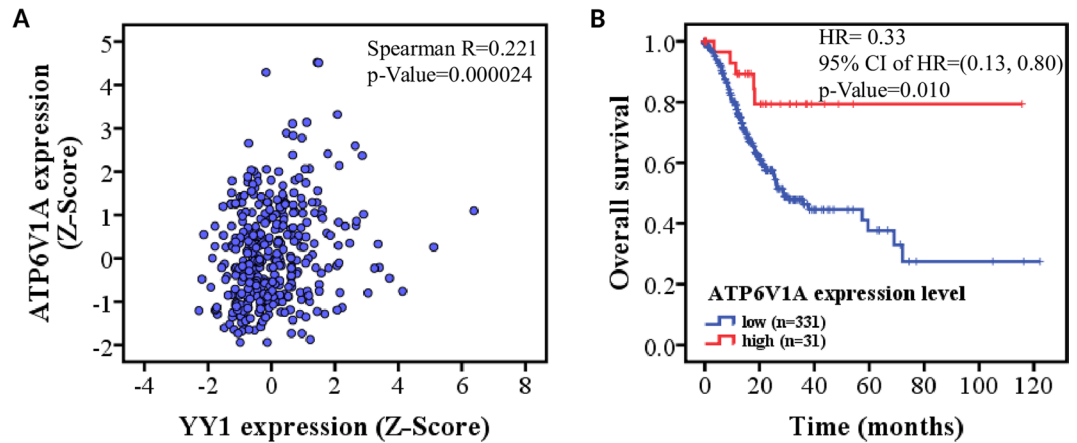 A
Spearman R=0.221
p-Value=0.000024
5
4
3
2
1
0
-1
-2
ATP6V1A expression
(Z-Score)
-4 -2 0 2 4 6 8
YY1 expression (Z-Score)
B
HR= 0.33
95% CI of HR=(0.13, 0.80)
p-Value=0.010
1.0
0.8
0.6
0.4
0.2
0.0
Overall survival
ATP6V1A expression level
low (n=331)
high (n=31)
0 20 40 60 80 100 120
Time (months)